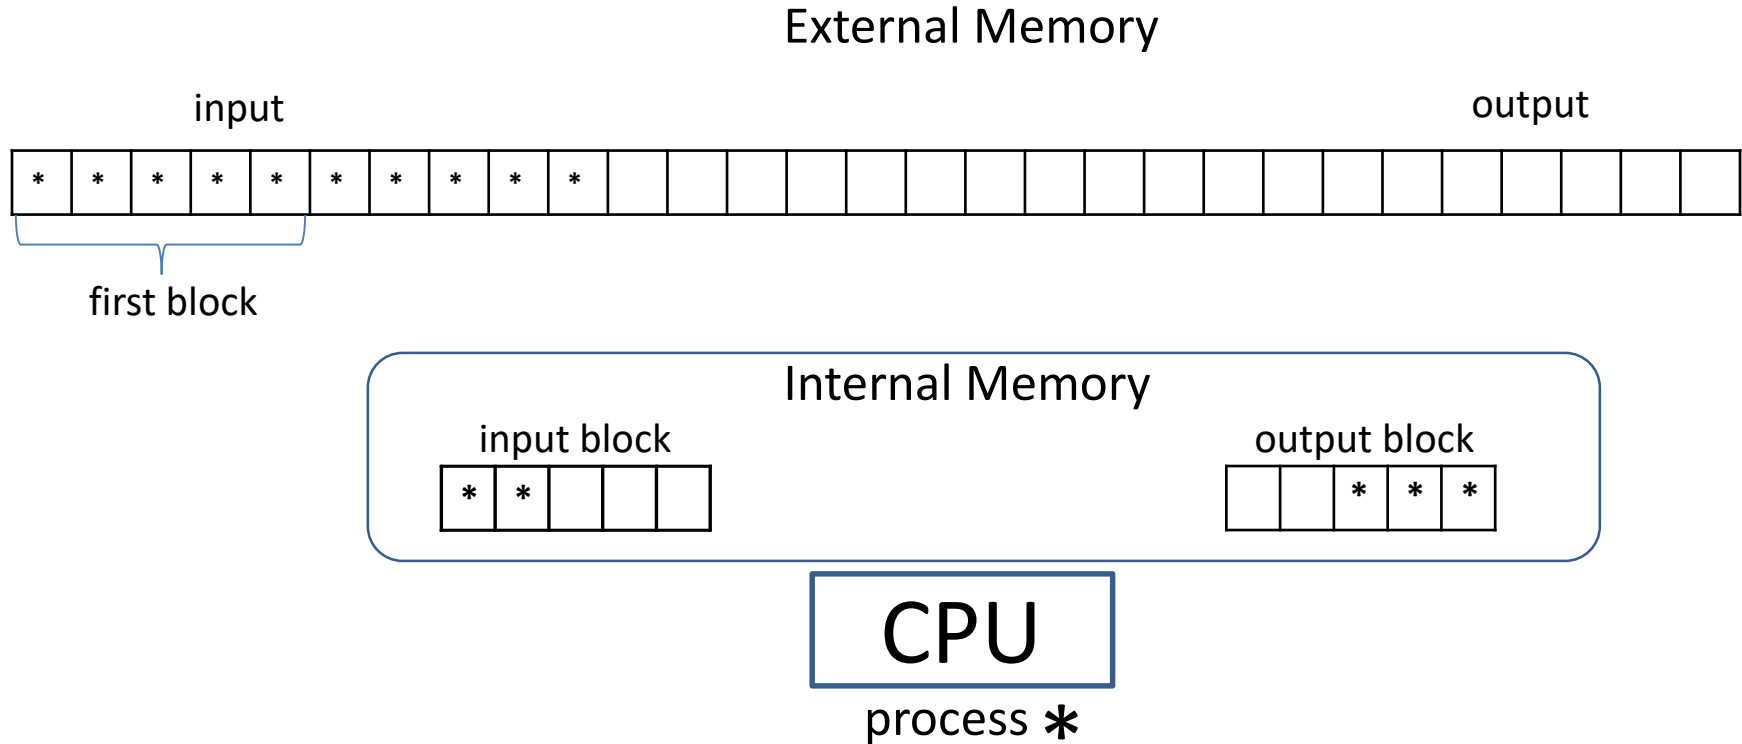 External Memory
input
output
* * * * * * * * * *
first block
Internal Memory
input block
output block
* *
* * *
CPU
process *